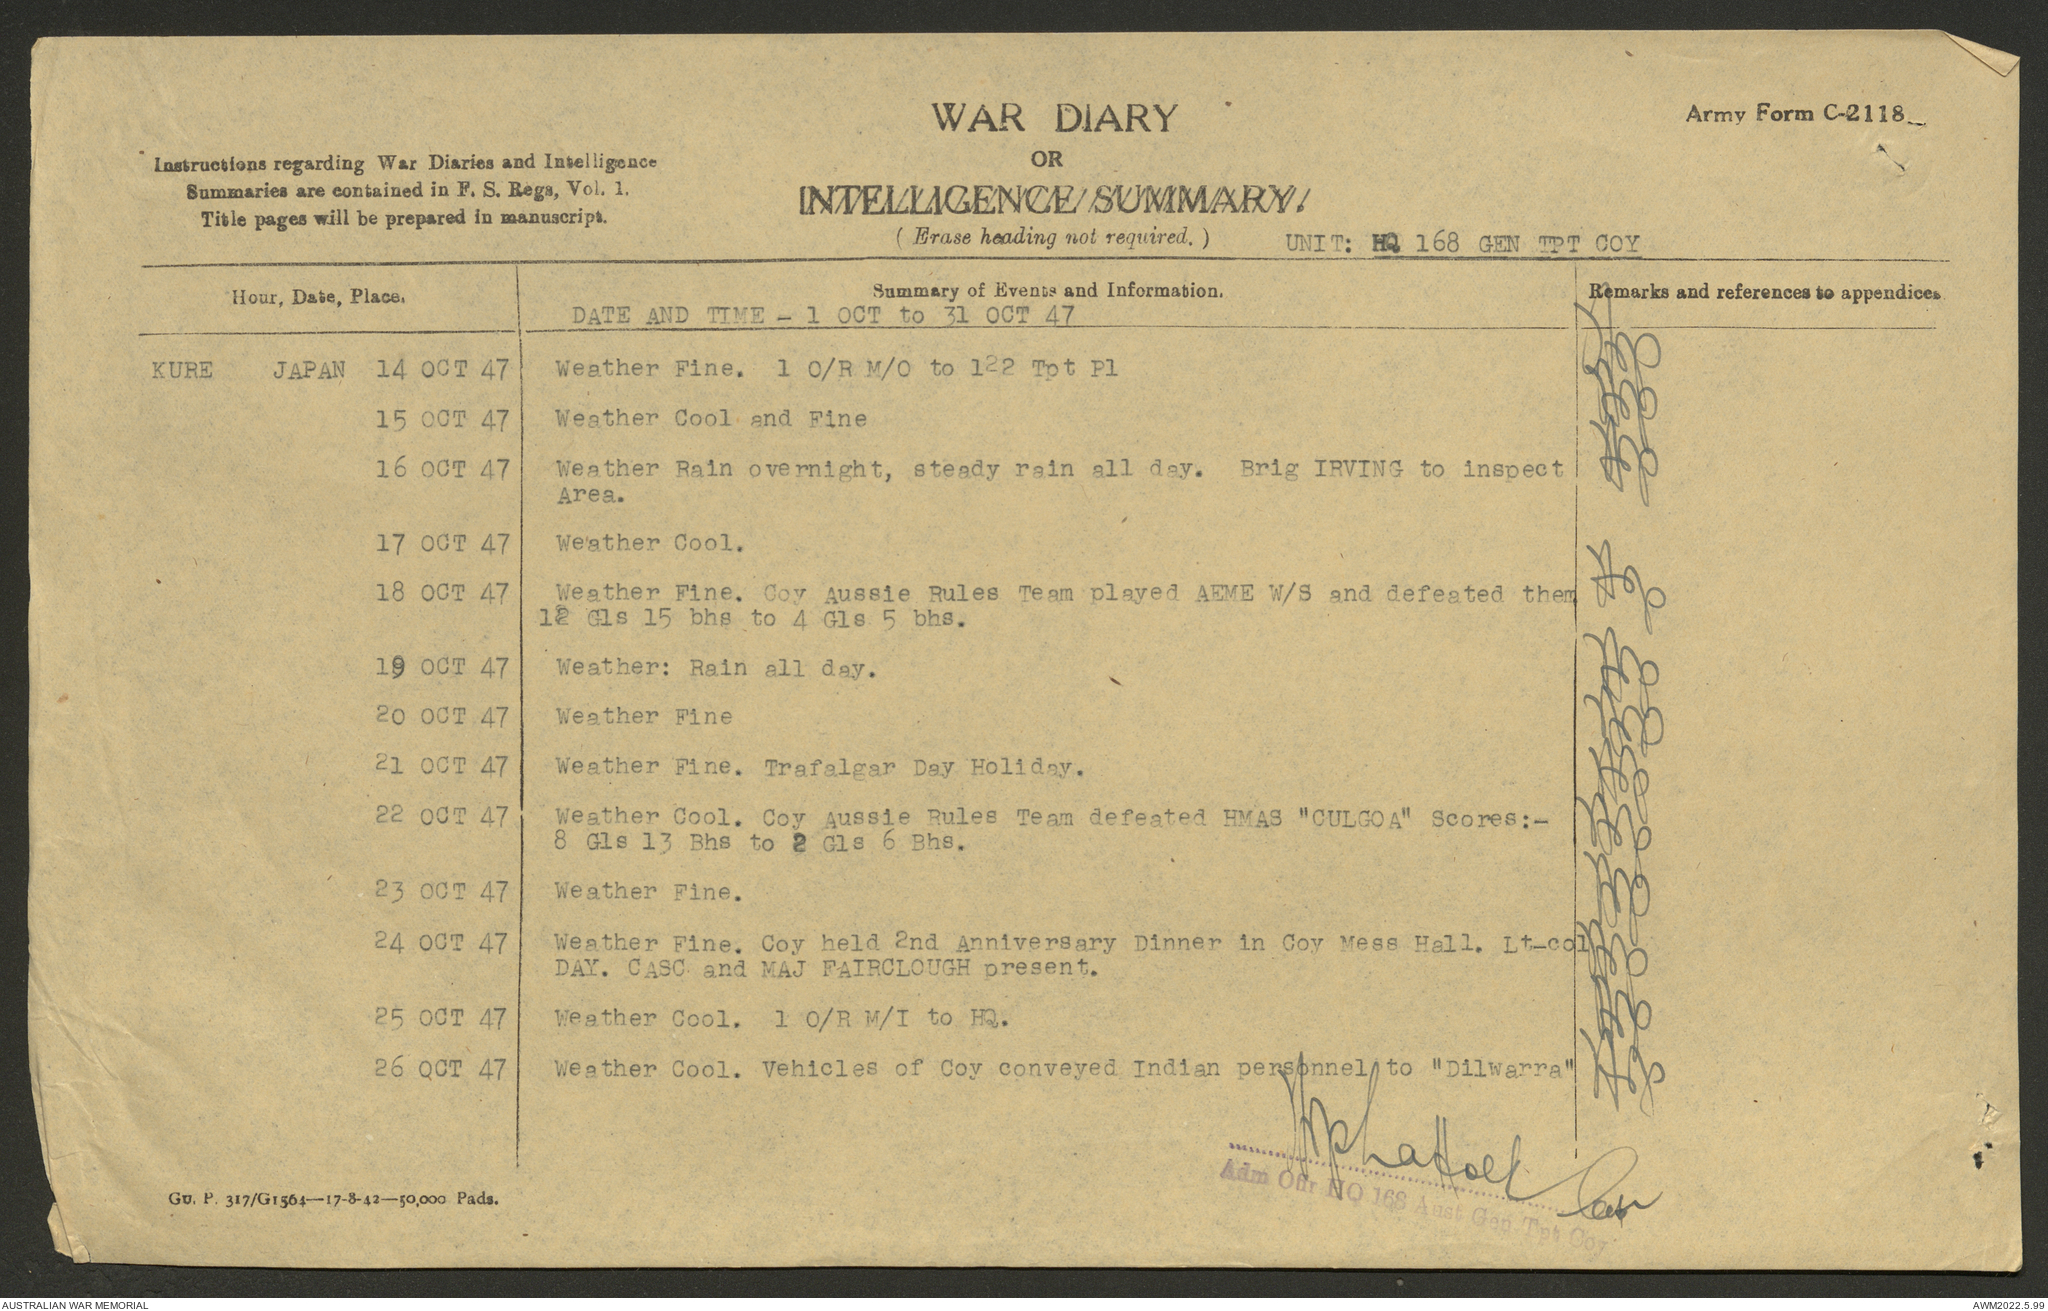 WAR DIARY
OR
INTELLIGENCE SUMMARY.
(Erase heading not required.)
Army Form C-2118
Instructions regarding War Diaries and Intelligence
Summaries are contained in F. S. Regs, Vol. 1.
Title pages will be prepared in manuscript.
UNIT: HQ 168 GEN TPT COY
Hour, Date, Place.
Summary of Events and Information.
Remarks and references to appendices
DATE AND TIME - 1 OCT to 31 OCT 47
KURE JAPAN 14 OCT 47 Weather Fine. 1 O/R M/O to 122 Tpt Pl
15 OCT 47 Weather Cool and Fine
16 OCT 47 Weather Rain overnight, steady rain all day. Brig IRVING to inspect
Area.
17 OCT 47 Weather Cool.
18 OCT 47 Weather Fine. Coy Aussie Rules Team played AEME W/S and defeated them
12 Gls 15 bhs to 4 Gls 5 bhs.
19 OCT 47 Weather: Rain all day.
20 OCT 47 Weather Fine
21 OCT 47 Weather Fine. Trafalgar Day Holiday.
22 OCT 47 Weather Cool. Coy Aussie Rules Team defeated HMAS "CULGOA" Scores:-
8 Gls 13 Bhs to 2 Gls 6 Bhs.
23 OCT 47 Weather Fine.
24 OCT 47 Weather Fine. Coy held 2nd Anniversary Dinner in Coy Mess Hall. Lt-col
DAY. CASC and MAJ FAIRCLOUGH present.
25 OCT 47 Weather Cool. 1 O/R M/I to HQ.
26 OCT 47 Weather Cool. Vehicles of Coy conveyed Indian personnel to "Dilwarra"
Adm Offr HQ 168 Aust Gen Tpt Coy
Gu. P. 317/G1564—17-8-42—50,000 Pads.
AUSTRALIAN WAR MEMORIAL
AWM2022.5.99